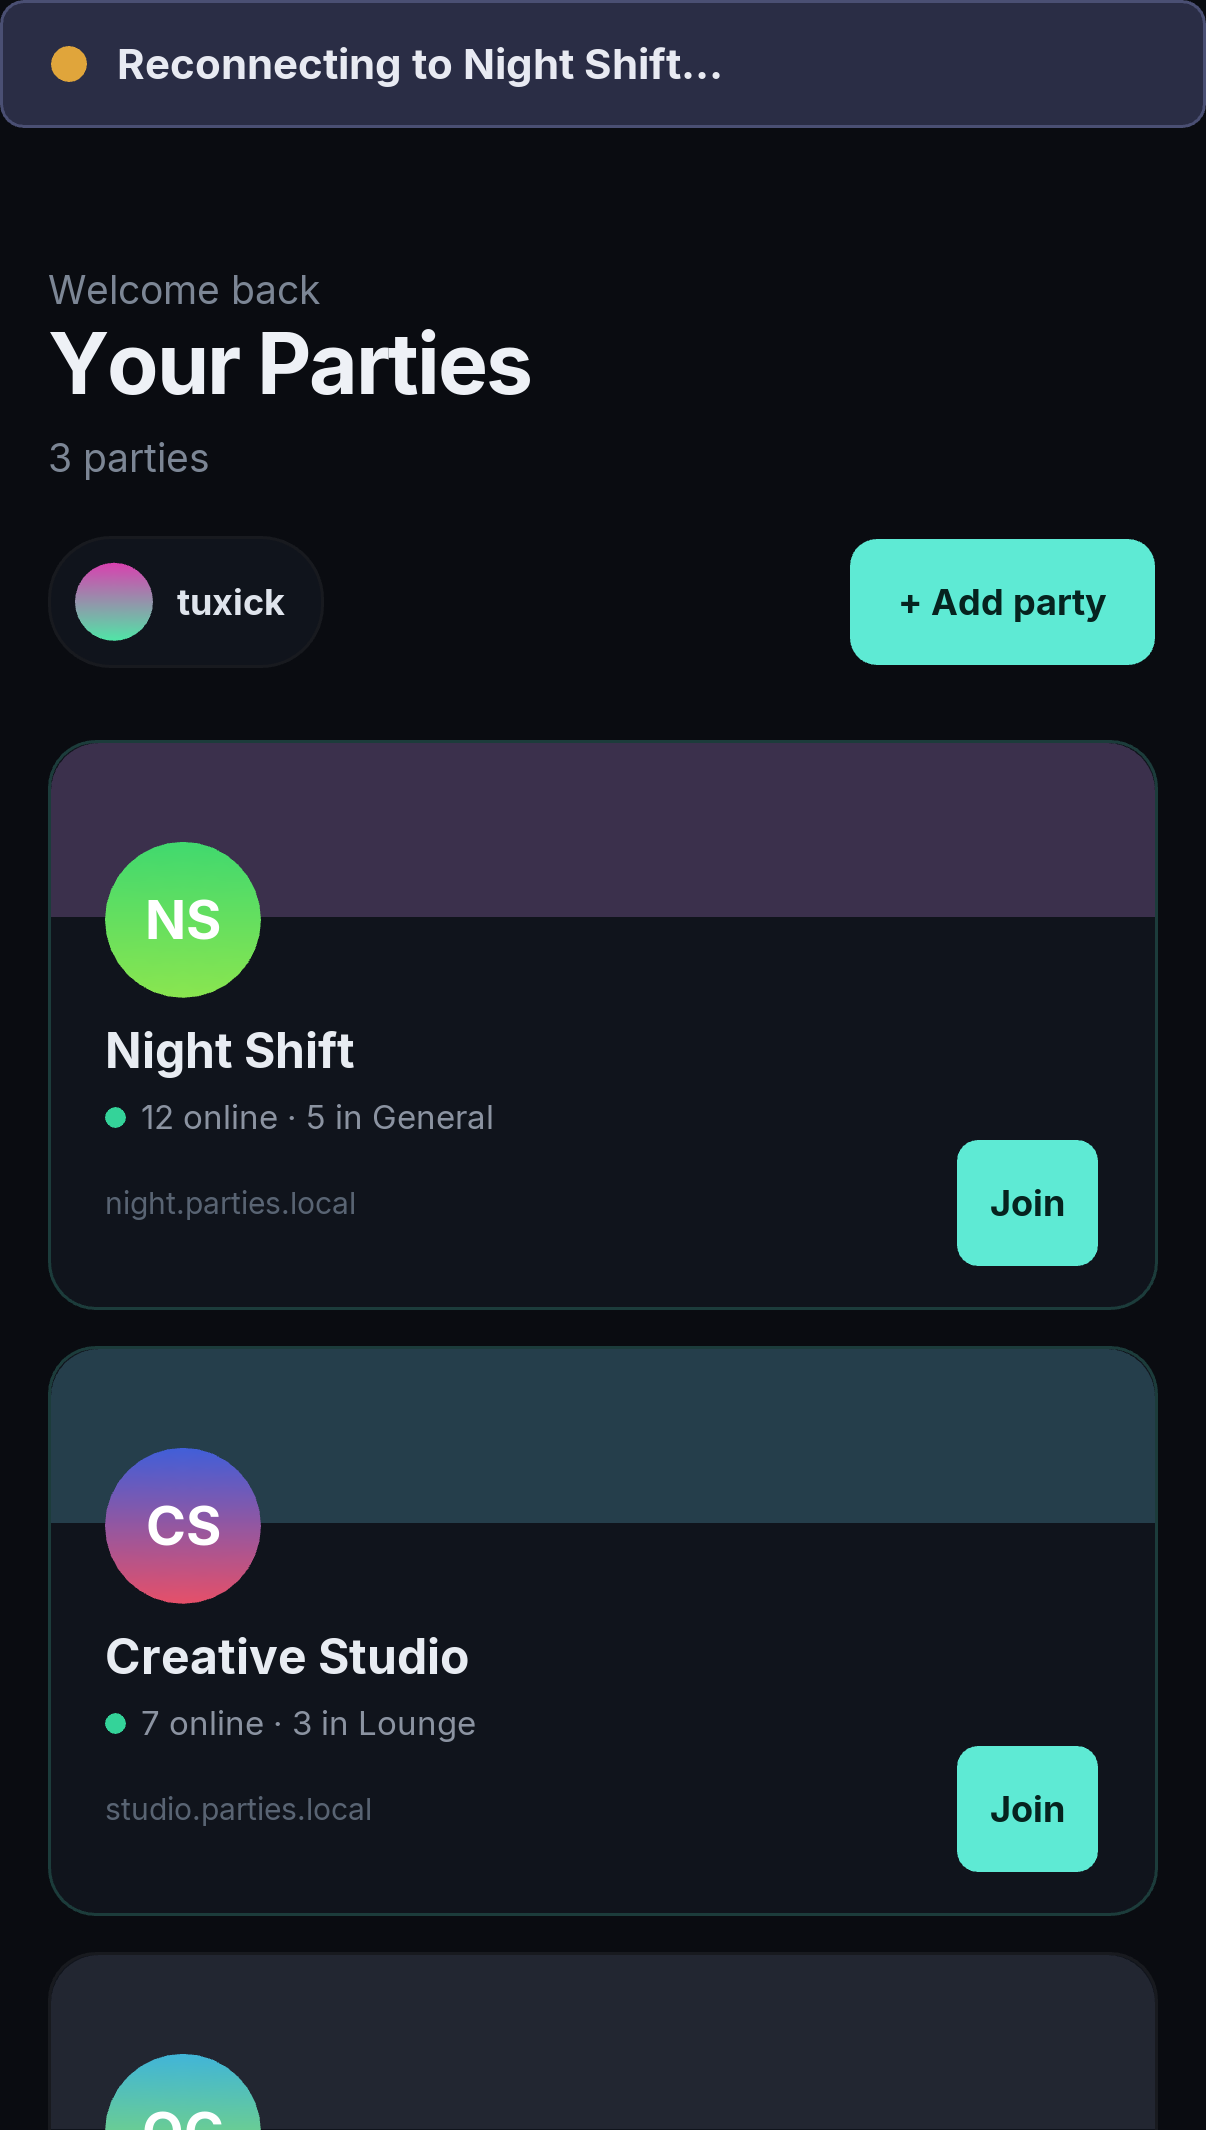 Reconnecting to Night Shift...
Welcome back
Your Parties
3 parties
tuxick
+ Add party
NS
Night Shift
12 online · 5 in General
night.parties.local
Join
CS
Creative Studio
7 online · 3 in Lounge
studio.parties.local
Join